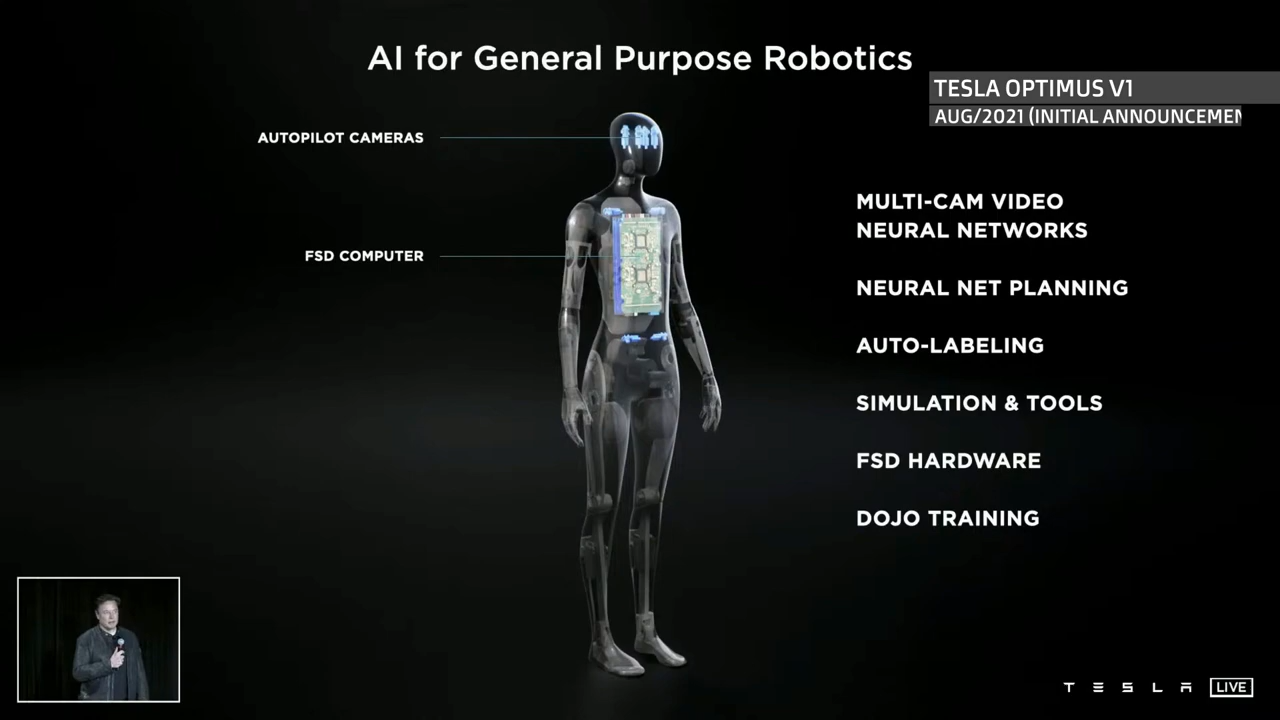 AI for General Purpose Robotics
TESLA OPTIMUS V1
AUG/2021 (INITIAL ANNOUNCEMEN
AUTOPILOT CAMERAS
FSD COMPUTER
MULTI-CAM VIDEO
NEURAL NETWORKS
NEURAL NET PLANNING
AUTO-LABELING
SIMULATION & TOOLS
FSD HARDWARE
DOJO TRAINING
TESLA LIVE